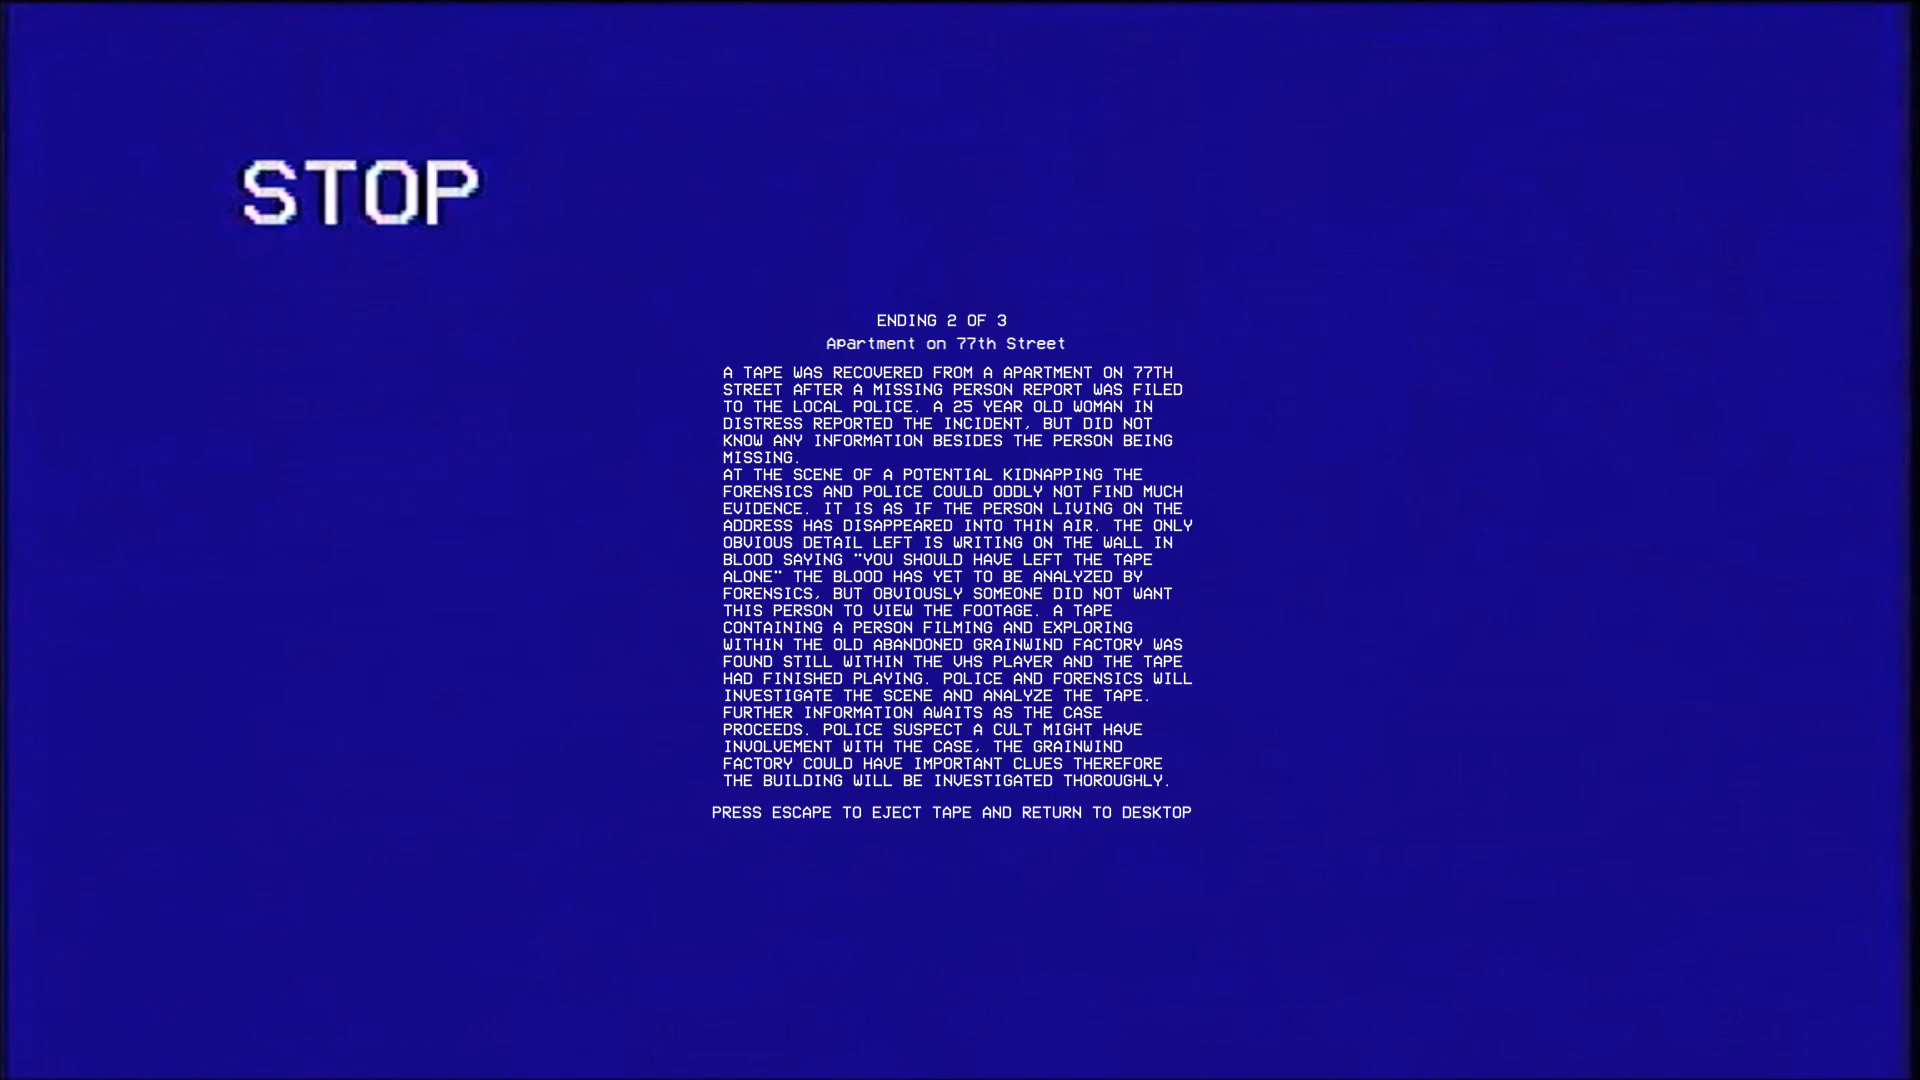 STOP
ENDING 2 OF 3
Apartment on 77th Street
A TAPE WAS RECOVERED FROM A APARTMENT ON 77TH
STREET AFTER A MISSING PERSON REPORT WAS FILED
TO THE LOCAL POLICE. A 25 YEAR OLD WOMAN IN
DISTRESS REPORTED THE INCIDENT, BUT DID NOT
KNOW ANY INFORMATION BESIDES THE PERSON BEING
MISSING.
AT THE SCENE OF A POTENTIAL KIDNAPPING THE
FORENSICS AND POLICE COULD ODDLY NOT FIND MUCH
EVIDENCE. IT IS AS IF THE PERSON LIVING ON THE
ADDRESS HAS DISAPPEARED INTO THIN AIR. THE ONLY
OBVIOUS DETAIL LEFT IS WRITING ON THE WALL IN
BLOOD SAYING "YOU SHOULD HAVE LEFT THE TAPE
ALONE" THE BLOOD HAS YET TO BE ANALYZED BY
FORENSICS, BUT OBVIOUSLY SOMEONE DID NOT WANT
THIS PERSON TO VIEW THE FOOTAGE. A TAPE
CONTAINING A PERSON FILMING AND EXPLORING
WITHIN THE OLD ABANDONED GRAINWIND FACTORY WAS
FOUND STILL WITHIN THE VHS PLAYER AND THE TAPE
HAD FINISHED PLAYING. POLICE AND FORENSICS WILL
INVESTIGATE THE SCENE AND ANALYZE THE TAPE.
FURTHER INFORMATION AWAITS AS THE CASE
PROCEEDS. POLICE SUSPECT A CULT MIGHT HAVE
INVOLVEMENT WITH THE CASE, THE GRAINWIND
FACTORY COULD HAVE IMPORTANT CLUES THEREFORE
THE BUILDING WILL BE INVESTIGATED THOROUGHLY.
PRESS ESCAPE TO EJECT TAPE AND RETURN TO DESKTOP